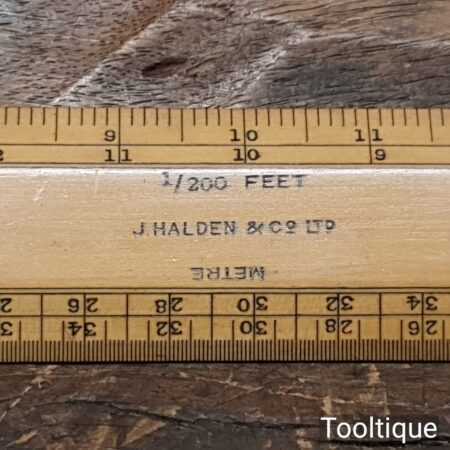 9 10 11
11 10 9
1/200 FEET
J. HALDEN & Cº LTD
METRE
26 28 30 32 34
34 32 30 28 26
Tooltique